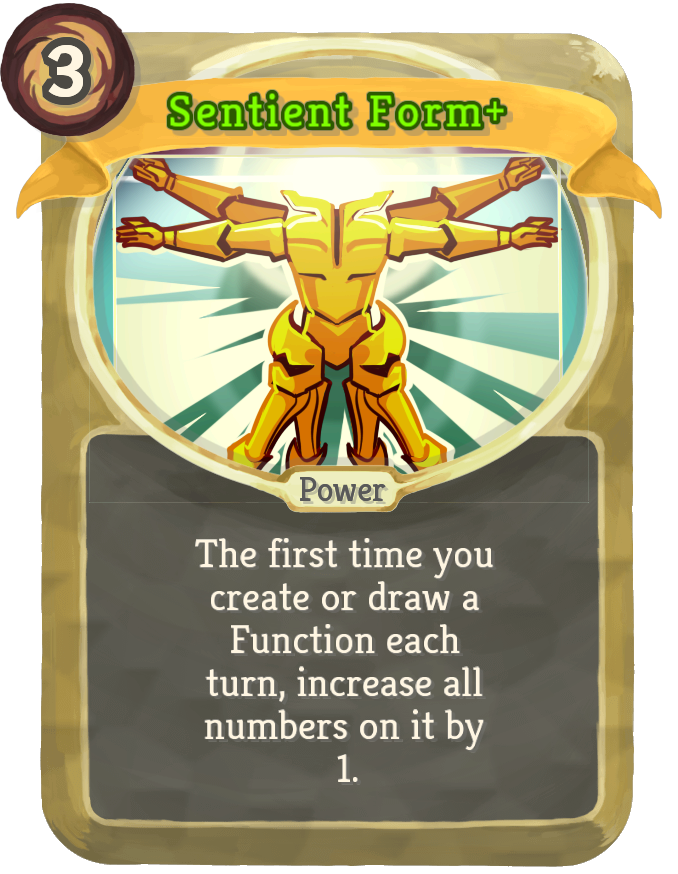 3
Sentient Form+
Power
The first time you
create or draw a
Function each
turn, increase all
numbers on it by
1.